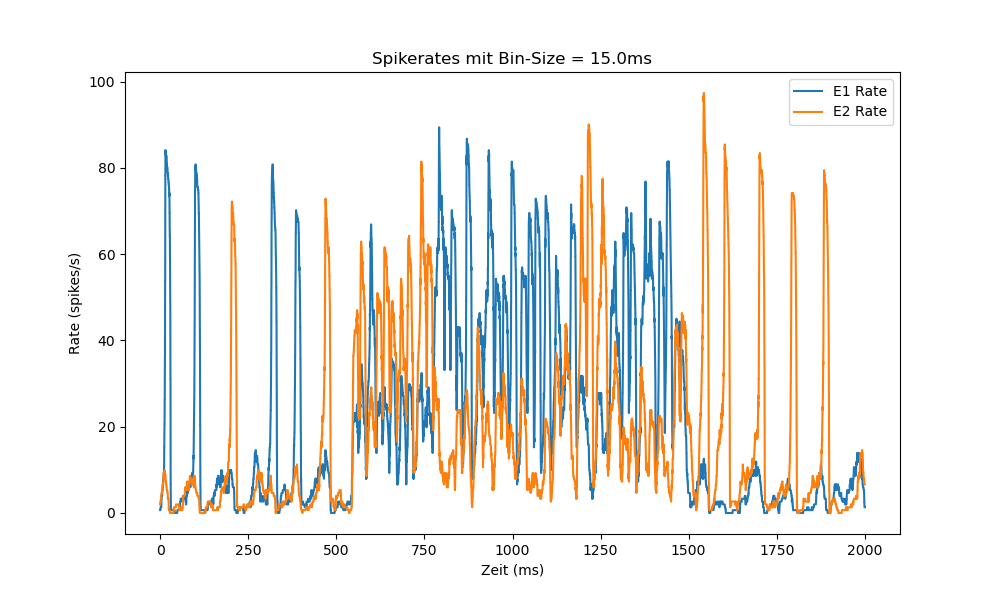 Spikerates mit Bin-Size = 15.0ms
E1 Rate
E2 Rate
100
80
60
40
20
0
Rate (spikes/s)
0 250 500 750 1000 1250 1500 1750 2000
Zeit (ms)